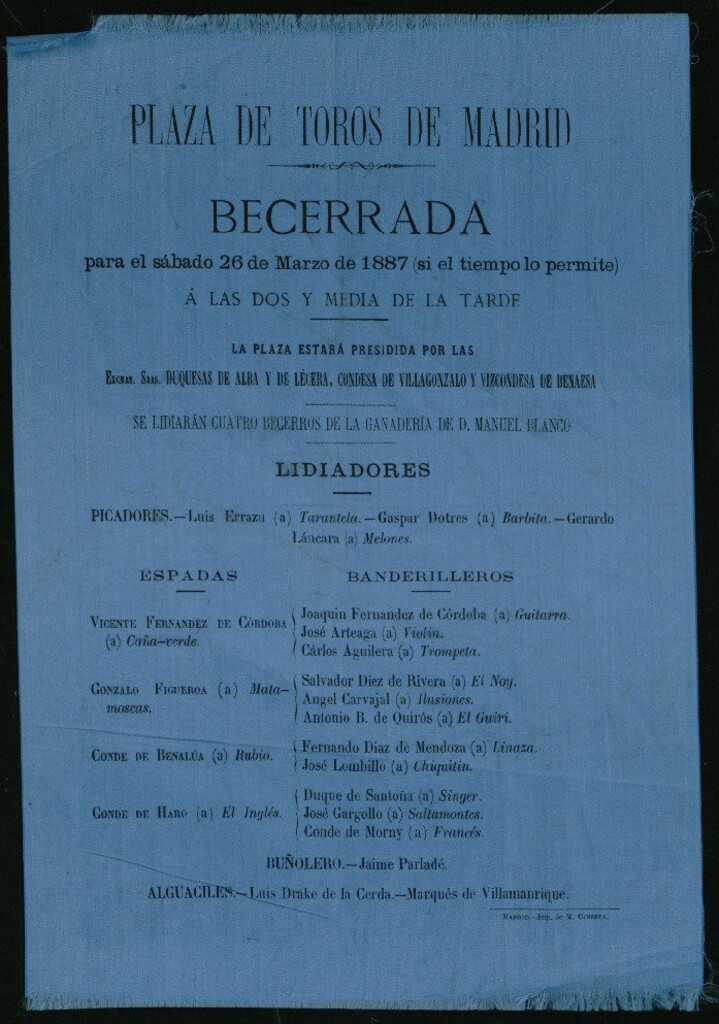 PLAZA DE TOROS DE MADRID
BECERRADA
para el sábado 26 de Marzo de 1887 (si el tiempo lo permite)
Á LAS DOS Y MEDIA DE LA TARDE
LA PLAZA ESTARÁ PRESIDIDA POR LAS
EXCMAS. SRAS. DUQUESAS DE ALBA Y DE LÉCERA, CONDESA DE VILLAGONZALO Y VIZCONDESA DE BENAESA
SE LIDIARÁN CUATRO BECERROS DE LA GANADERÍA DE D. MANUEL BLANCO
LIDIADORES
PICADORES.—Luis Errazu (a) Tarantela.—Gaspar Dotres (a) Barbita.—Gerardo
Láncara (a) Melones.
ESPADAS
BANDERILLEROS
VICENTE FERNANDEZ DE CÓRDOBA
(a) Caña-verde.
Joaquin Fernandez de Córdoba (a) Guitarra.
José Arteaga (a) Violin.
Cárlos Aguilera (a) Trompeta.
GONZALO FIGUEROA (a) Mata-
moscas.
Salvador Diez de Rivera (a) El Noy.
Angel Carvajal (a) Ilusiones.
Antonio B. de Quirós (a) El Guiri.
CONDE DE BENALÚA (a) Rubio.
Fernando Diaz de Mendoza (a) Linaza.
José Lombillo (a) Chiquitin.
CONDE DE HARO (a) El Inglés.
Duque de Santoña (a) Singer.
José Gargollo (a) Saltamontes.
Conde de Morny (a) Francés.
BUÑOLERO.—Jaime Parladé.
ALGUACILES.—Luis Drake de la Cerda.—Marqués de Villamanrique.
MADRID.—Imp. de M.